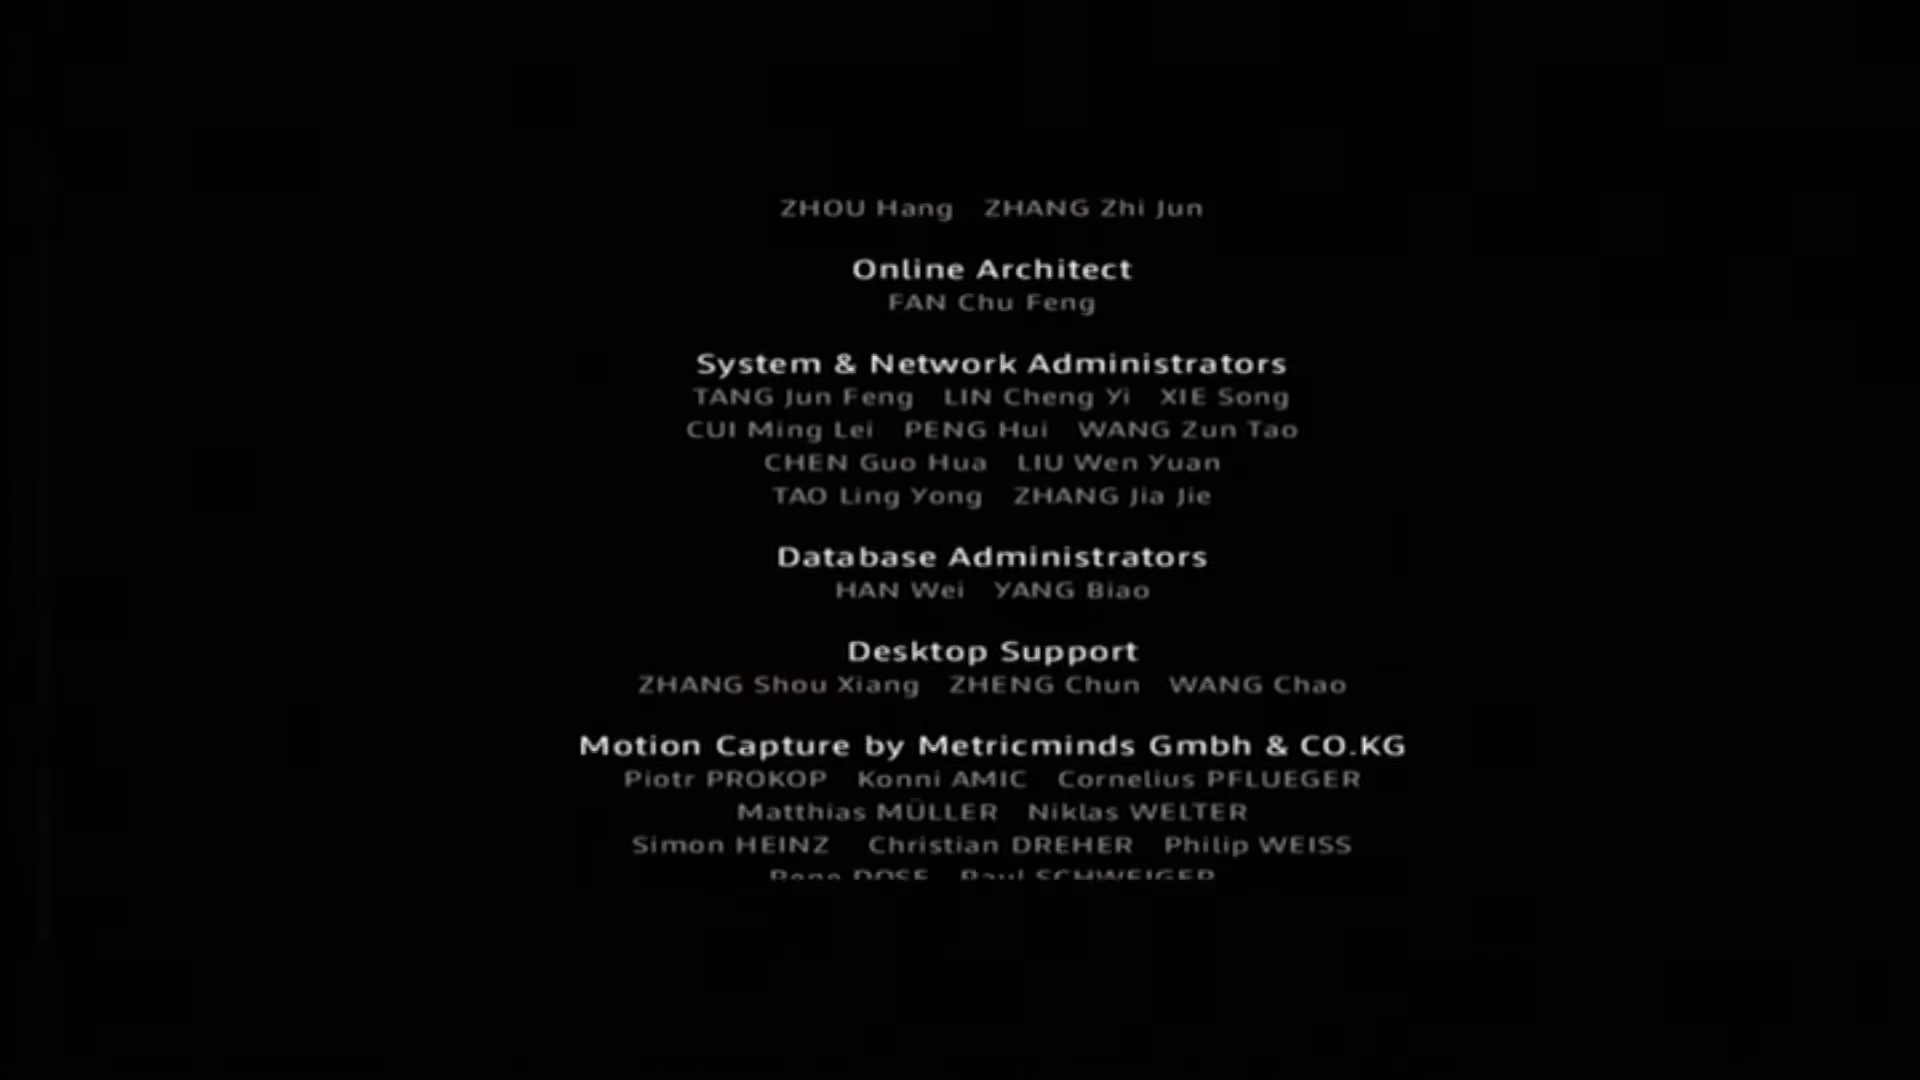 ZHOU Hang ZHANG Zhi Jun
Online Architect
FAN Chu Feng
System & Network Administrators
TANG Jun Feng LIN Cheng Yi XIE Song
CUI Ming Lei PENG Hui WANG Zun Tao
CHEN Guo Hua LIU Wen Yuan
TAO Ling Yong ZHANG Jia Jie
Database Administrators
HAN Wei YANG Biao
Desktop Support
ZHANG Shou Xiang ZHENG Chun WANG Chao
Motion Capture by Metricminds Gmbh & CO.KG
Piotr PROKOP Konni AMIC Cornelius PFLUEGER
Matthias MÜLLER Niklas WELTER
Simon HEINZ Christian DREHER Philip WEISS
Rene DOSE Paul SCHWEIGER